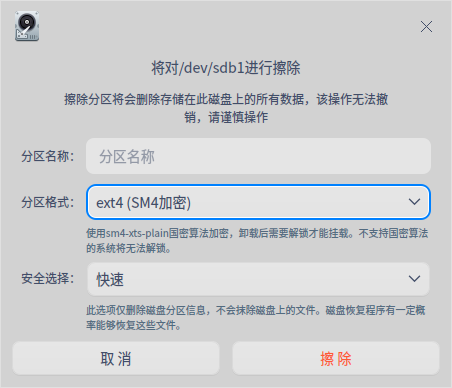 将对/dev/sdb1进行擦除
擦除分区将会删除存储在此磁盘上的所有数据，该操作无法撤
销，请谨慎操作
分区名称： 分区名称
分区格式： ext4 (SM4加密)
使用sm4-xts-plain国密算法加密，卸载后需要解锁才能挂载。不支持国密算法
的系统将无法解锁。
安全选择： 快速
此选项仅删除磁盘分区信息，不会抹除磁盘上的文件。磁盘恢复程序有一定概
率能够恢复这些文件。
取 消 擦 除